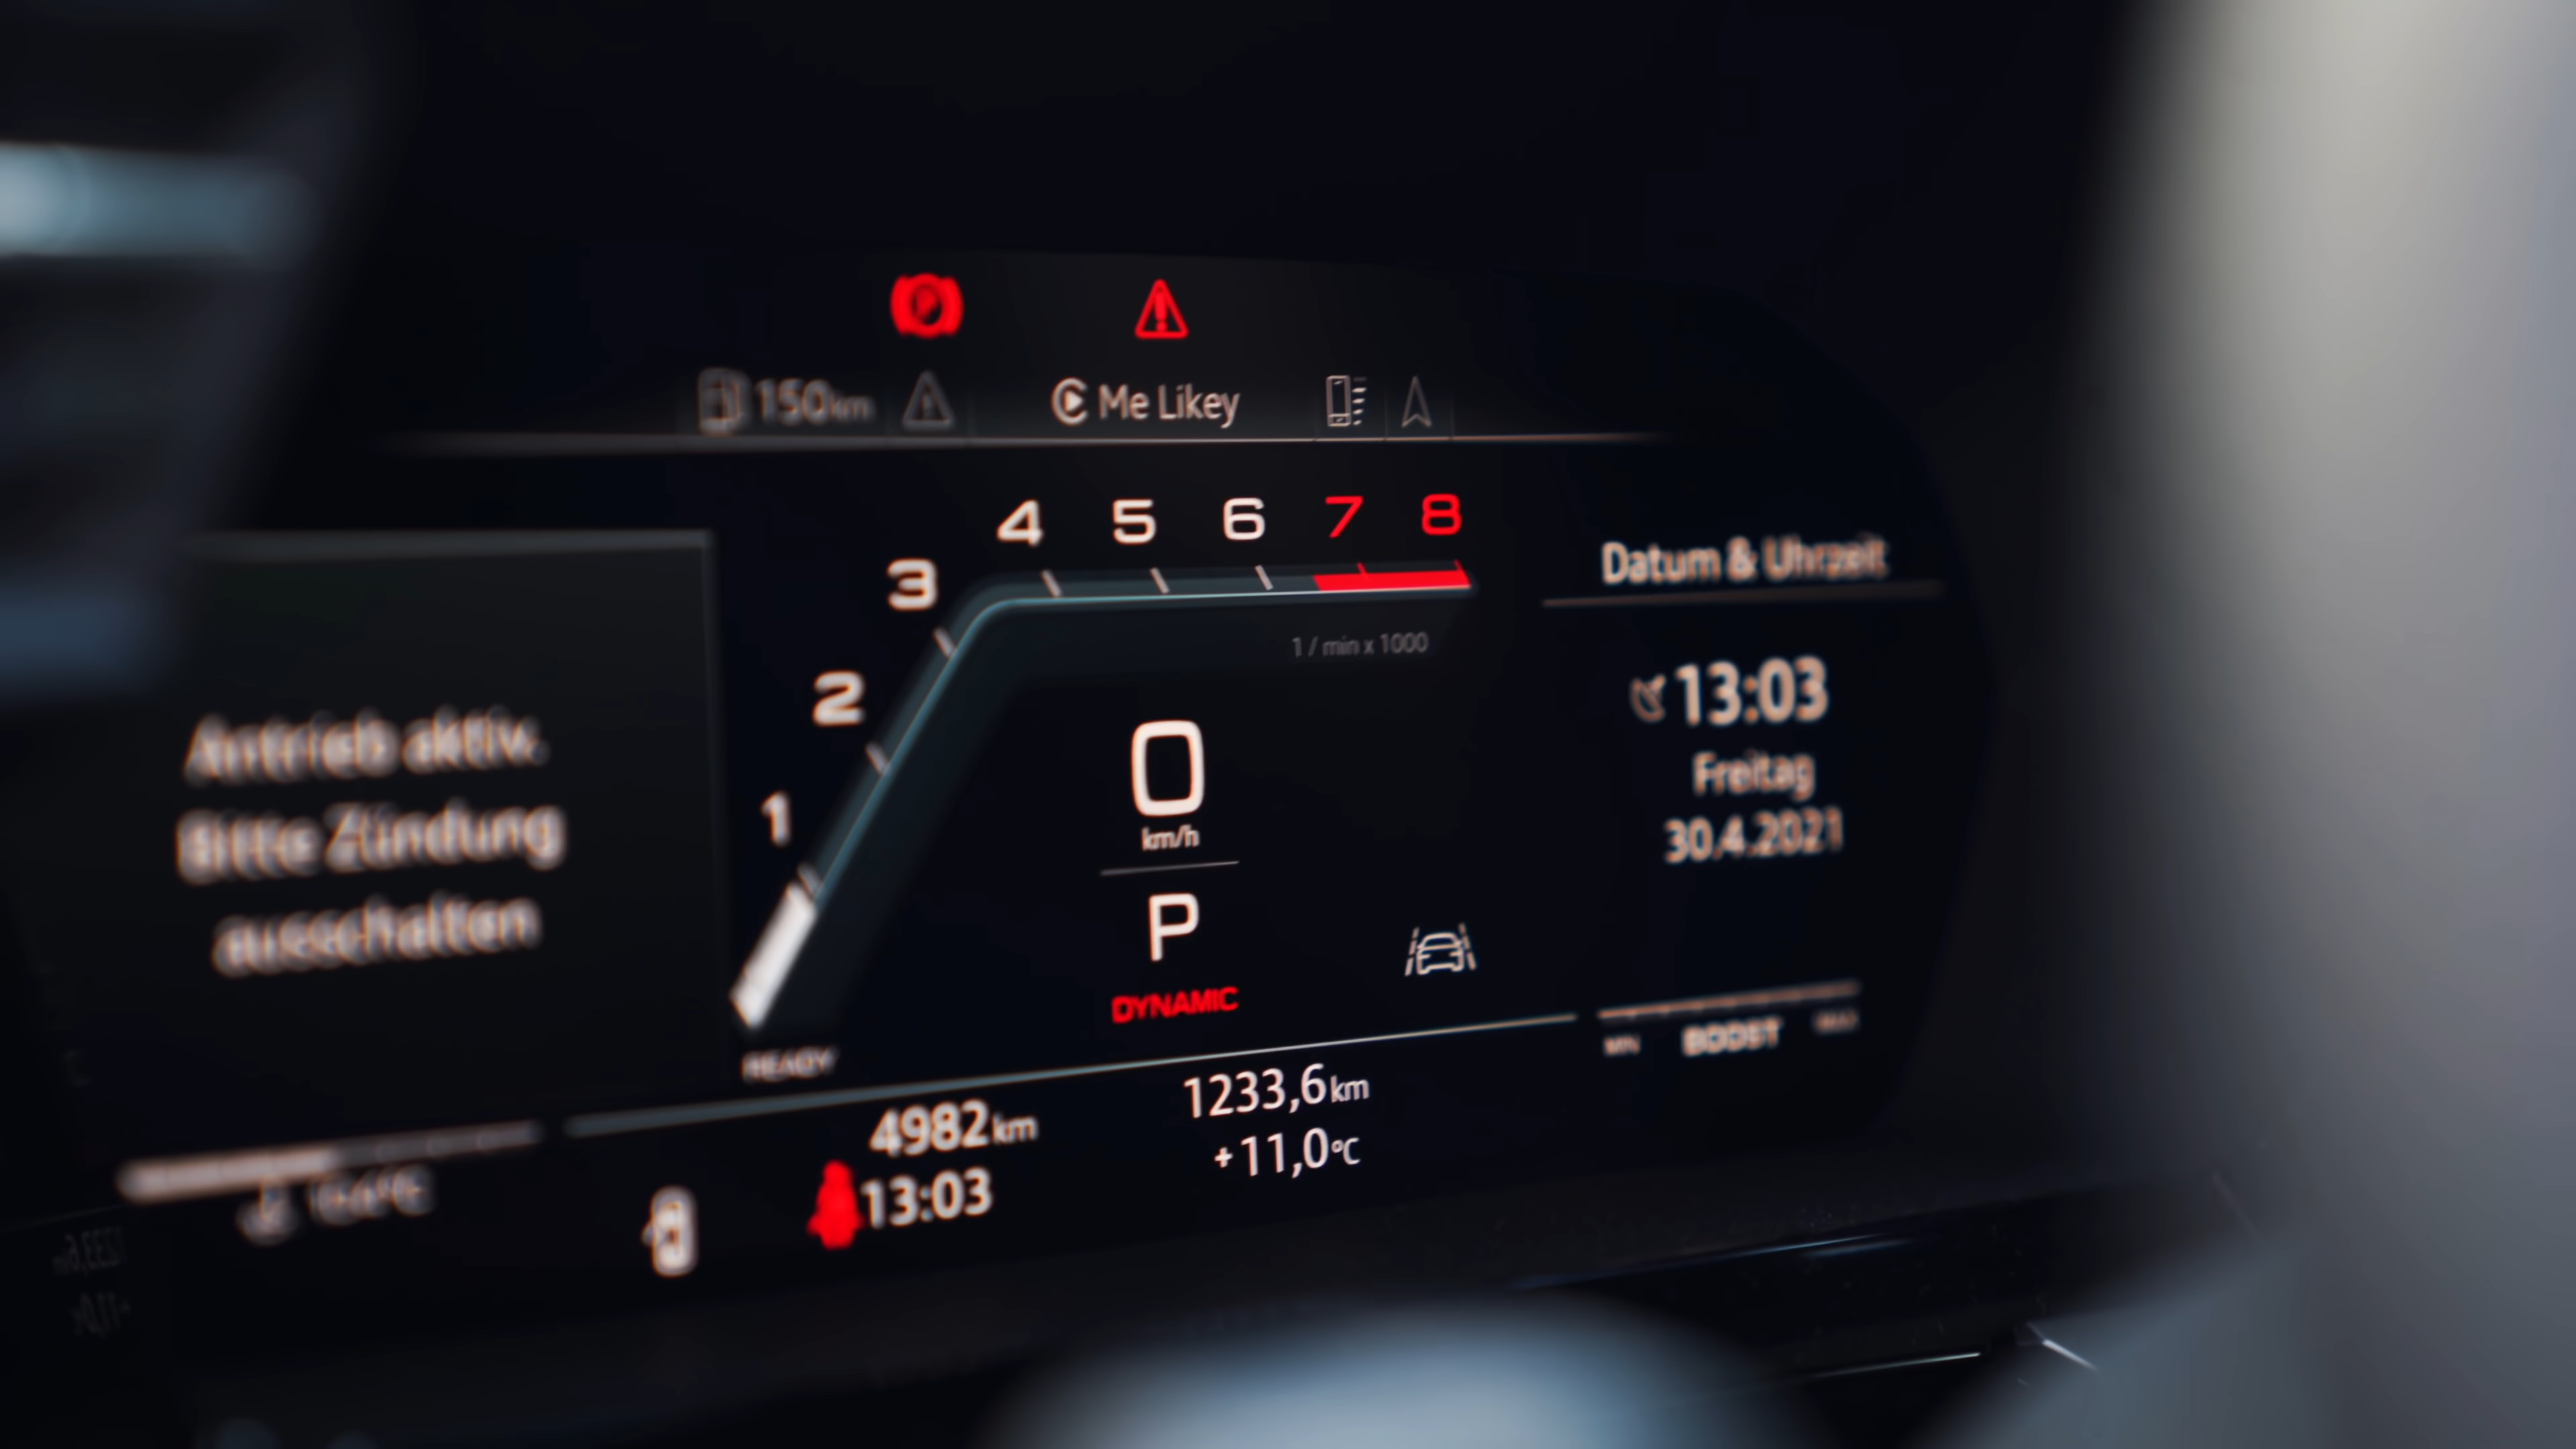 150km
Me Likey
4 5 6 7 8
3
2
1
1 / min x 1000
Antrieb aktiv.
Bitte Zündung
ausschalten
0
km/h
P
DYNAMIC
READY
Datum & Uhrzeit
13:03
Freitag
30.4.2021
MIN BOOST MAX
4982km
13:03
1233,6km
+11,0°C